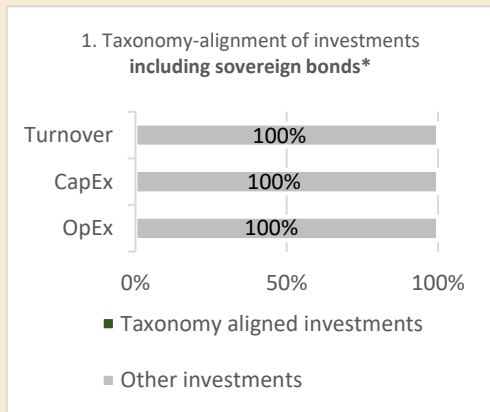 1. Taxonomy-alignment of investments
including sovereign bonds*
Turnover
100%
CapEx
100%
OpEx
100%
0% 50% 100%
Taxonomy aligned investments
Other investments